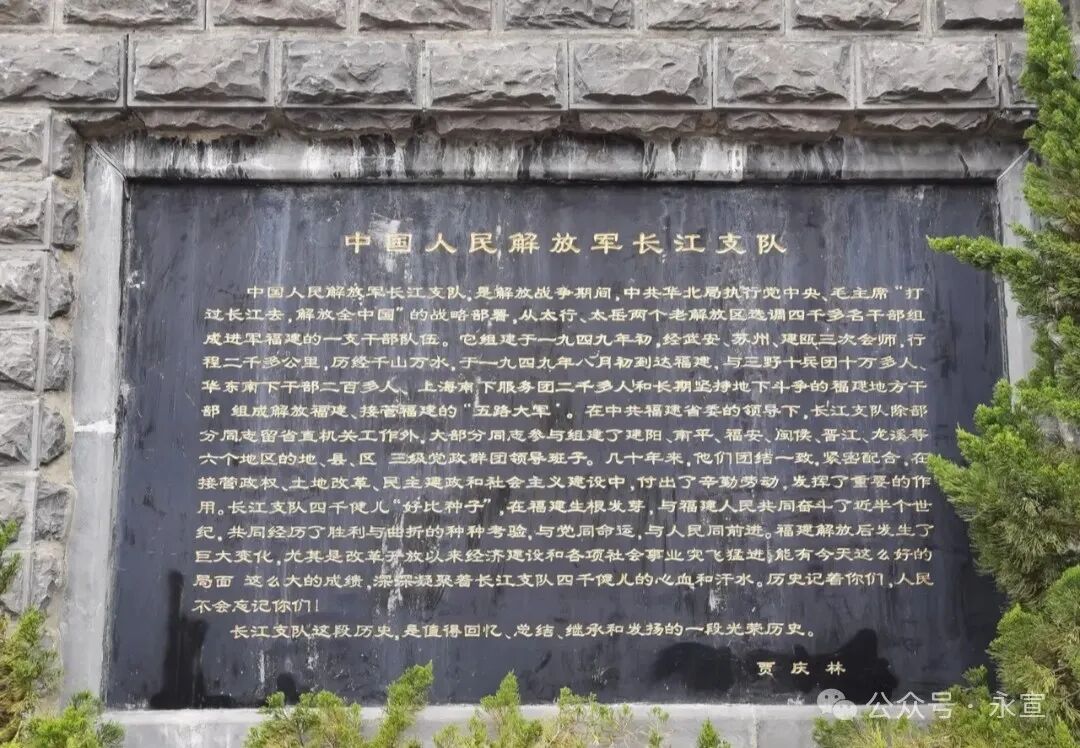 中国人民解放军长江支队
中国人民解放军长江支队,是解放战争期间,中共华北局执行党中央、毛主席“打
过长江去,解放全中国”的战略部署,从太行、太岳两个老解放区选调四千多名干部组
成进军福建的一支干部队伍。它组建于一九四九年初,经武安、苏州、建瓯三次会师,行
程二千多公里,历经千山万水,于一九四九年八月初到达福建,与三野十兵团十万多人、
华东南下干部二百多人、上海南下服务团二千多人和长期坚持地下斗争的福建地方干
部 组成解放福建、接管福建的“五路大军”。在中共福建省委的领导下,长江支队除部
分同志留省直机关工作外,大部分同志参与组建了建阳、南平、福安、闽侯、晋江、龙溪等
六个地区的地、县、区 三级党政群团领导班子。几十年来,他们团结一致,紧密配合,在
接管政权、土地改革、民主建政和社会主义建设中,付出了辛勤劳动,发挥了重要的作
用。长江支队四千健儿“好比种子”,在福建生根发芽,与福建人民共同奋斗了近半个世
纪,共同经历了胜利与曲折的种种考验,与党同命运,与人民同前进。福建解放后发生了
巨大变化,尤其是改革开放以来经济建设和各项社会事业突飞猛进,能有今天这么好的
局面 这么大的成绩,深深凝聚着长江支队四千健儿的心血和汗水。历史记着你们,人民
不会忘记你们!
长江支队这段历史,是值得回忆、总结、继承和发扬的一段光荣历史。
贾庆林
公众号·永宣